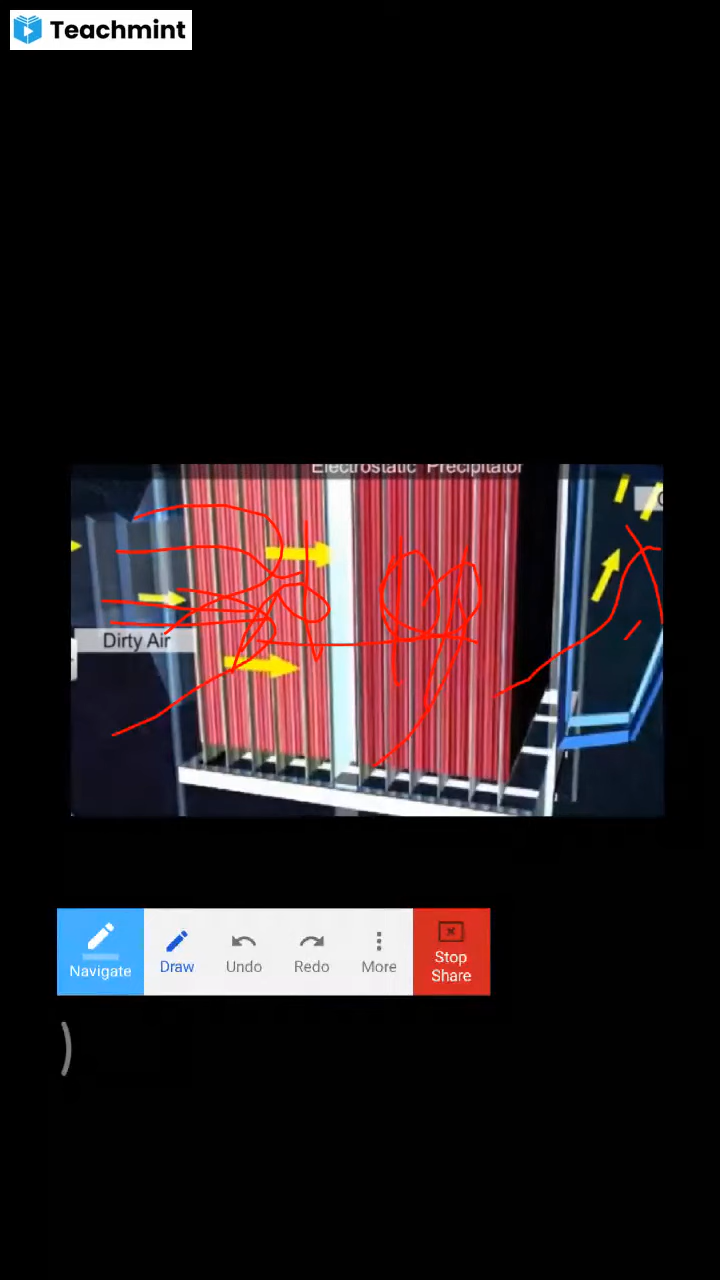 Teachmint
Electrostatic Precipitator
Dirty Air
Navigate
Draw
Undo
Redo
More
Stop
Share